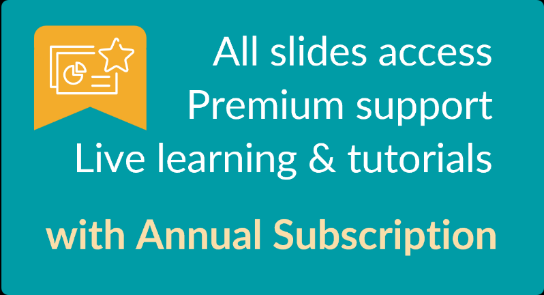 All slides access
Premium support
Live learning & tutorials
with Annual Subscription